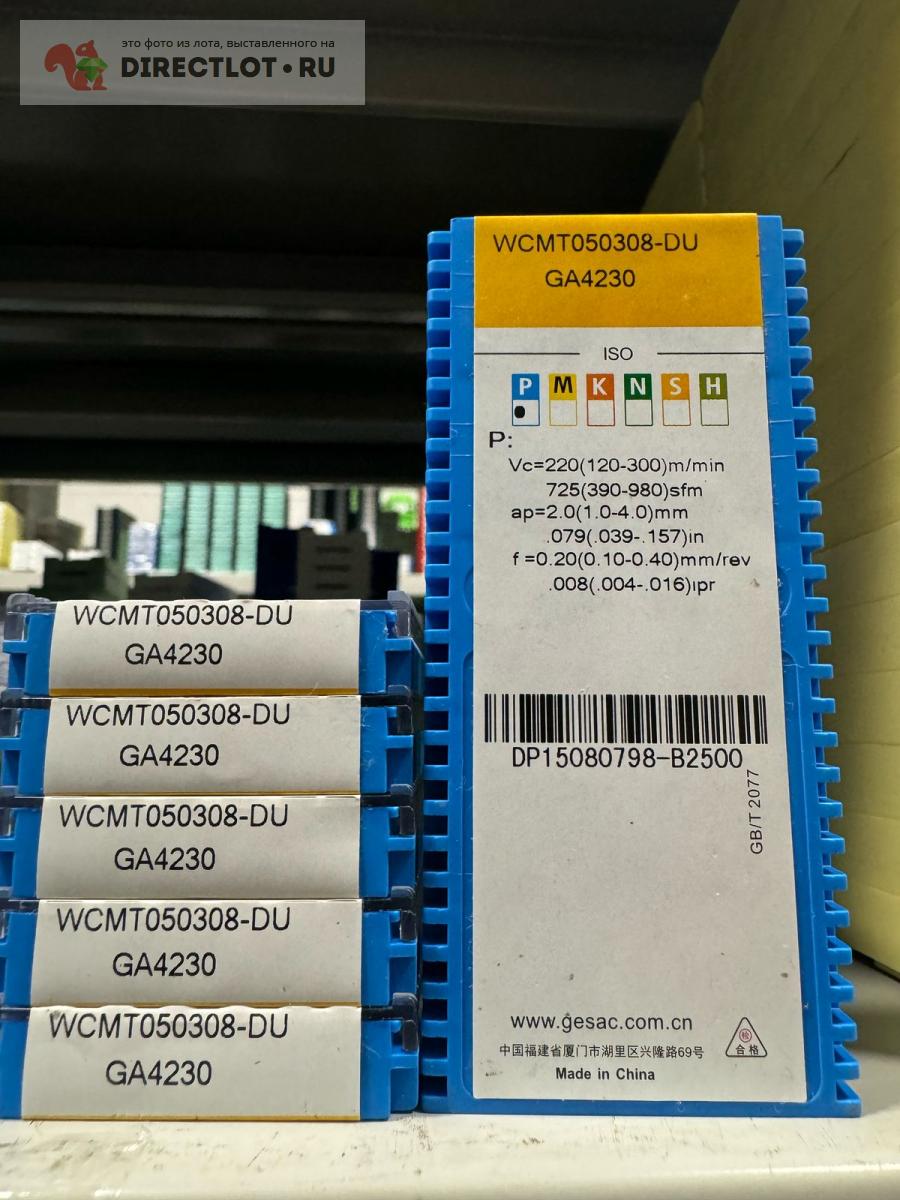 это фото из лота, выставленного на
DIRECTLOT•RU
WCMT050308-DU
GA4230
ISO
P M K N S H
P:
Vc=220(120-300)m/min
725(390-980)sfm
ap=2.0(1.0-4.0)mm
.079(.039-.157)in
f=0.20(0.10-0.40)mm/rev
.008(.004-.016)ipr
DP15080798-B2500
GB/T 2077
www.gesac.com.cn
中国福建省厦门市湖里区兴隆路69号
Made in China
检
合格
WCMT050308-DU
GA4230
WCMT050308-DU
GA4230
WCMT050308-DU
GA4230
WCMT050308-DU
GA4230
WCMT050308-DU
GA4230